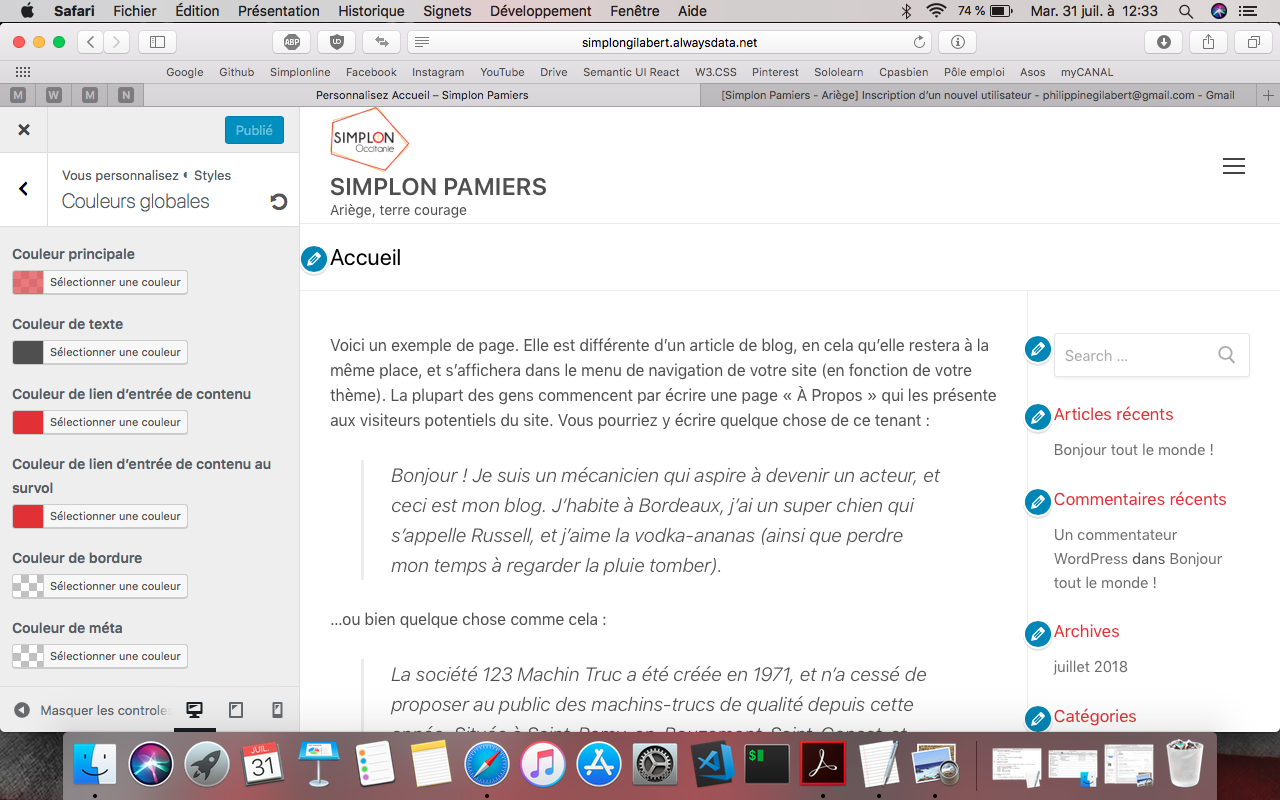 Safari Fichier Édition Présentation Historique Signets Développement Fenêtre Aide 74 % Mar. 31 juil. à 12:33
ABP simplongilabert.alwaysdata.net
Google Github Simplonline Facebook Instagram YouTube Drive Semantic UI React W3.CSS Pinterest Sololearn Cpasbien Pôle emploi Asos myCANAL
M W M N Personnalisez Accueil – Simplon Pamiers [Simplon Pamiers - Ariège] Inscription d'un nouvel utilisateur - philippinegilabert@gmail.com - Gmail
Publié
Vous personnalisez Styles
Couleurs globales
Couleur principale
Sélectionner une couleur
Couleur de texte
Sélectionner une couleur
Couleur de lien d'entrée de contenu
Sélectionner une couleur
Couleur de lien d'entrée de contenu au
survol
Sélectionner une couleur
Couleur de bordure
Sélectionner une couleur
Couleur de méta
Sélectionner une couleur
Masquer les controles
SIMPLON
Occitanie
SIMPLON PAMIERS
Ariège, terre courage
Accueil
Voici un exemple de page. Elle est différente d'un article de blog, en cela qu'elle restera à la
même place, et s'affichera dans le menu de navigation de votre site (en fonction de votre
thème). La plupart des gens commencent par écrire une page « À Propos » qui les présente
aux visiteurs potentiels du site. Vous pourriez y écrire quelque chose de ce tenant :
Bonjour ! Je suis un mécanicien qui aspire à devenir un acteur, et
ceci est mon blog. J'habite à Bordeaux, j'ai un super chien qui
s'appelle Russell, et j'aime la vodka-ananas (ainsi que perdre
mon temps à regarder la pluie tomber).
...ou bien quelque chose comme cela :
La société 123 Machin Truc a été créée en 1971, et n'a cessé de
proposer au public des machins-trucs de qualité depuis cette
Search ...
Articles récents
Bonjour tout le monde !
Commentaires récents
Un commentateur
WordPress dans Bonjour
tout le monde !
Archives
juillet 2018
Catégories
JUIL.
31
$